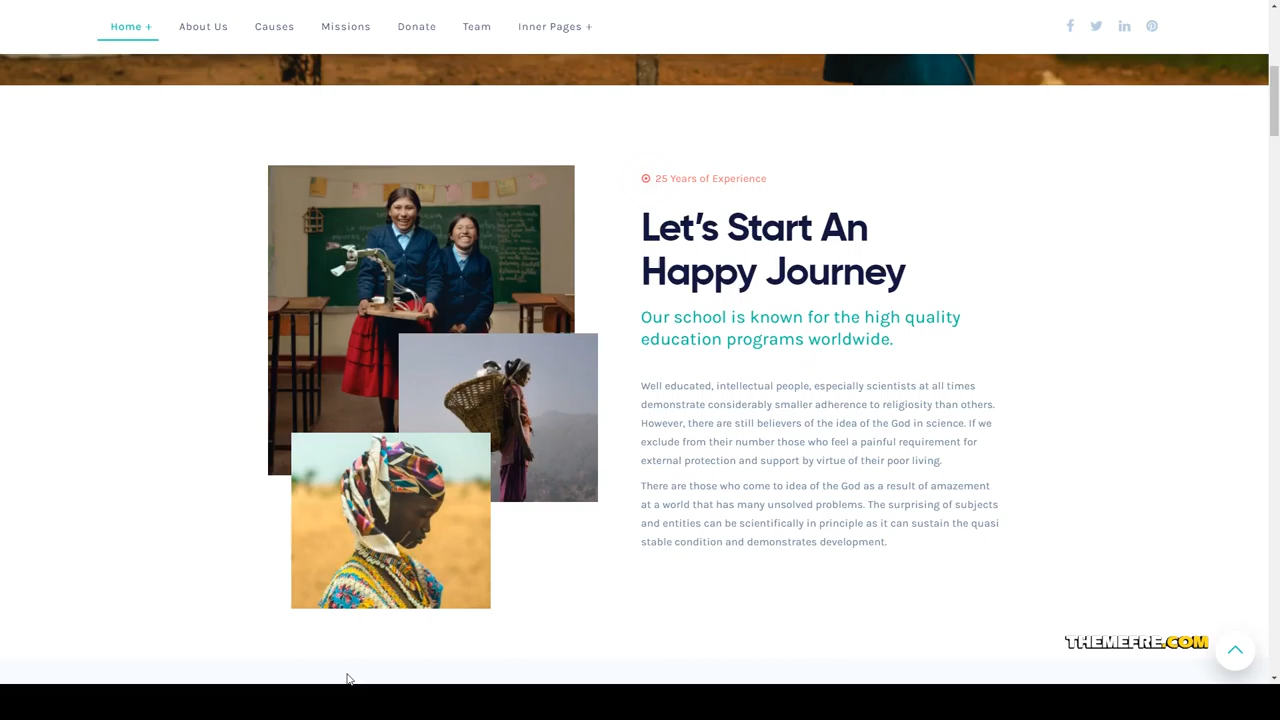 Home +
About Us
Causes
Missions
Donate
Team
Inner Pages +
25 Years of Experience
Let's Start An
Happy Journey
Our school is known for the high quality
education programs worldwide.
Well educated, intellectual people, especially scientists at all times
demonstrate considerably smaller adherence to religiosity than others.
However, there are still believers of the idea of the God in science. If we
exclude from their number those who feel a painful requirement for
external protection and support by virtue of their poor living.
There are those who come to idea of the God as a result of amazement
at a world that has many unsolved problems. The surprising of subjects
and entities can be scientifically in principle as it can sustain the quasi
stable condition and demonstrates development.
THEMEFRE.COM